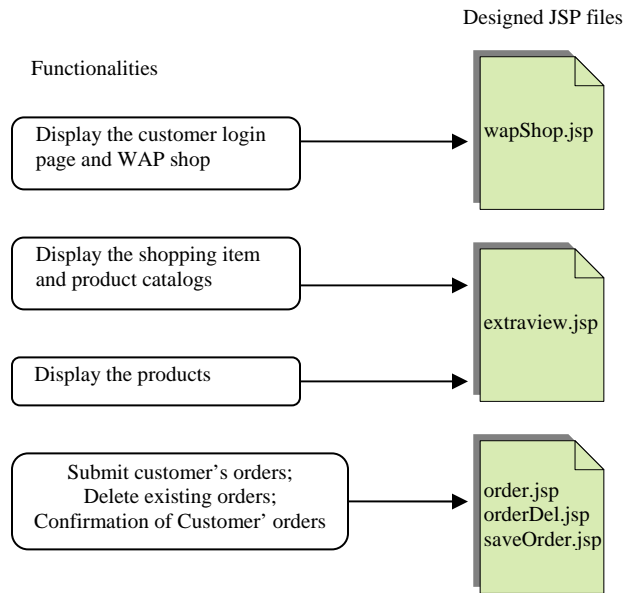 Designed JSP files
Functionalities
Display the customer login
page and WAP shop
wapShop.jsp
Display the shopping item
and product catalogs
extraview.jsp
Display the products
Submit customer’s orders;
Delete existing orders;
Confirmation of Customer’ orders
order.jsp
orderDel.jsp
saveOrder.jsp